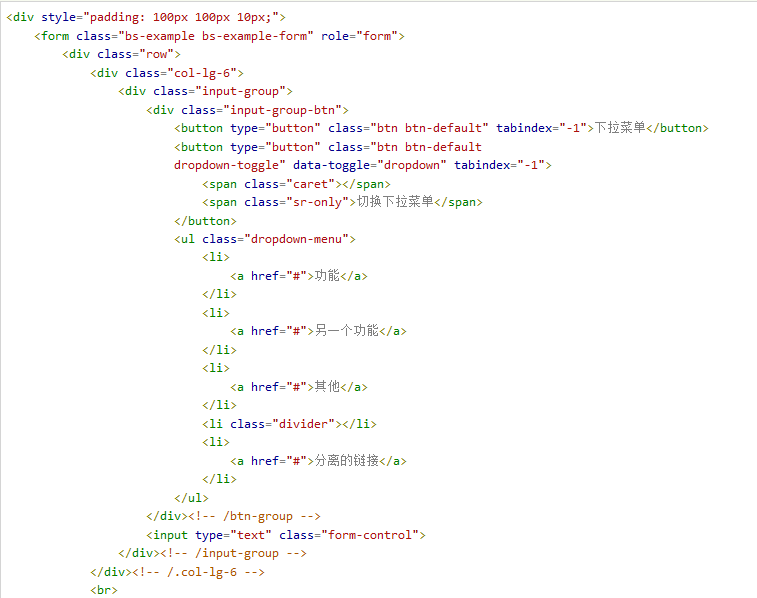 <div style="padding: 100px 100px 10px;">
    <form class="bs-example bs-example-form" role="form">
        <div class="row">
            <div class="col-lg-6">
                <div class="input-group">
                    <div class="input-group-btn">
                        <button type="button" class="btn btn-default" tabindex="-1">下拉菜单</button>
                        <button type="button" class="btn btn-default
                        dropdown-toggle" data-toggle="dropdown" tabindex="-1">
                            <span class="caret"></span>
                            <span class="sr-only">切换下拉菜单</span>
                        </button>
                        <ul class="dropdown-menu">
                            <li>
                                <a href="#">功能</a>
                            </li>
                            <li>
                                <a href="#">另一个功能</a>
                            </li>
                            <li>
                                <a href="#">其他</a>
                            </li>
                            <li class="divider"></li>
                            <li>
                                <a href="#">分离的链接</a>
                            </li>
                        </ul>
                    </div><!-- /btn-group -->
                    <input type="text" class="form-control">
                </div><!-- /input-group -->
            </div><!-- /.col-lg-6 -->
            <br>